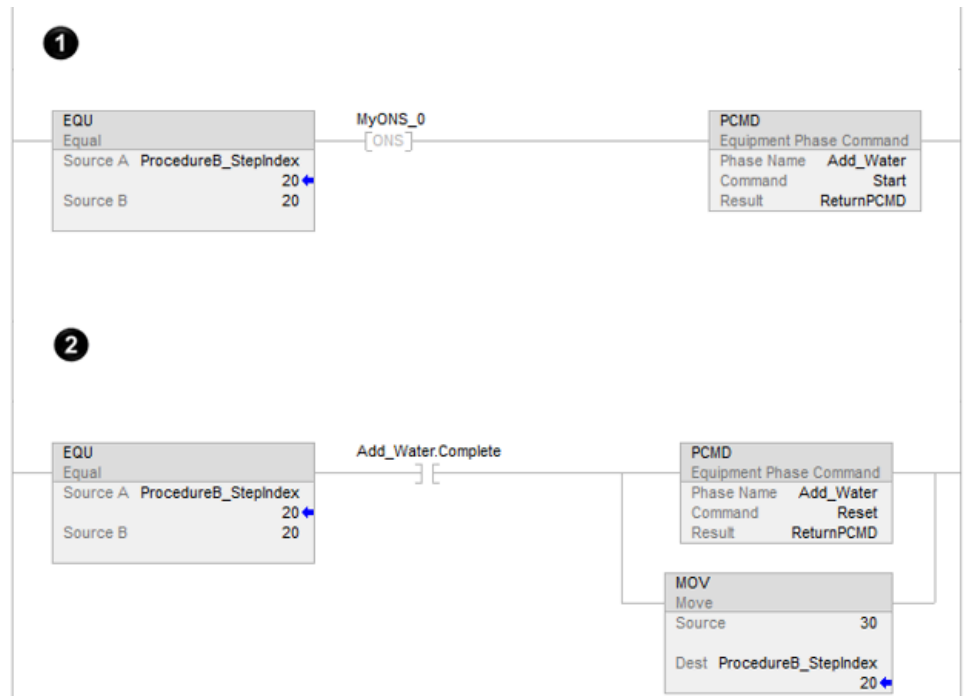 1
EQU
Equal
Source A ProcedureB_StepIndex
20
Source B 20
MyONS_0
ONS
PCMD
Equipment Phase Command
Phase Name Add_Water
Command Start
Result ReturnPCMD
2
EQU
Equal
Source A ProcedureB_StepIndex
20
Source B 20
Add_Water.Complete
PCMD
Equipment Phase Command
Phase Name Add_Water
Command Reset
Result ReturnPCMD
MOV
Move
Source 30
Dest ProcedureB_StepIndex
20